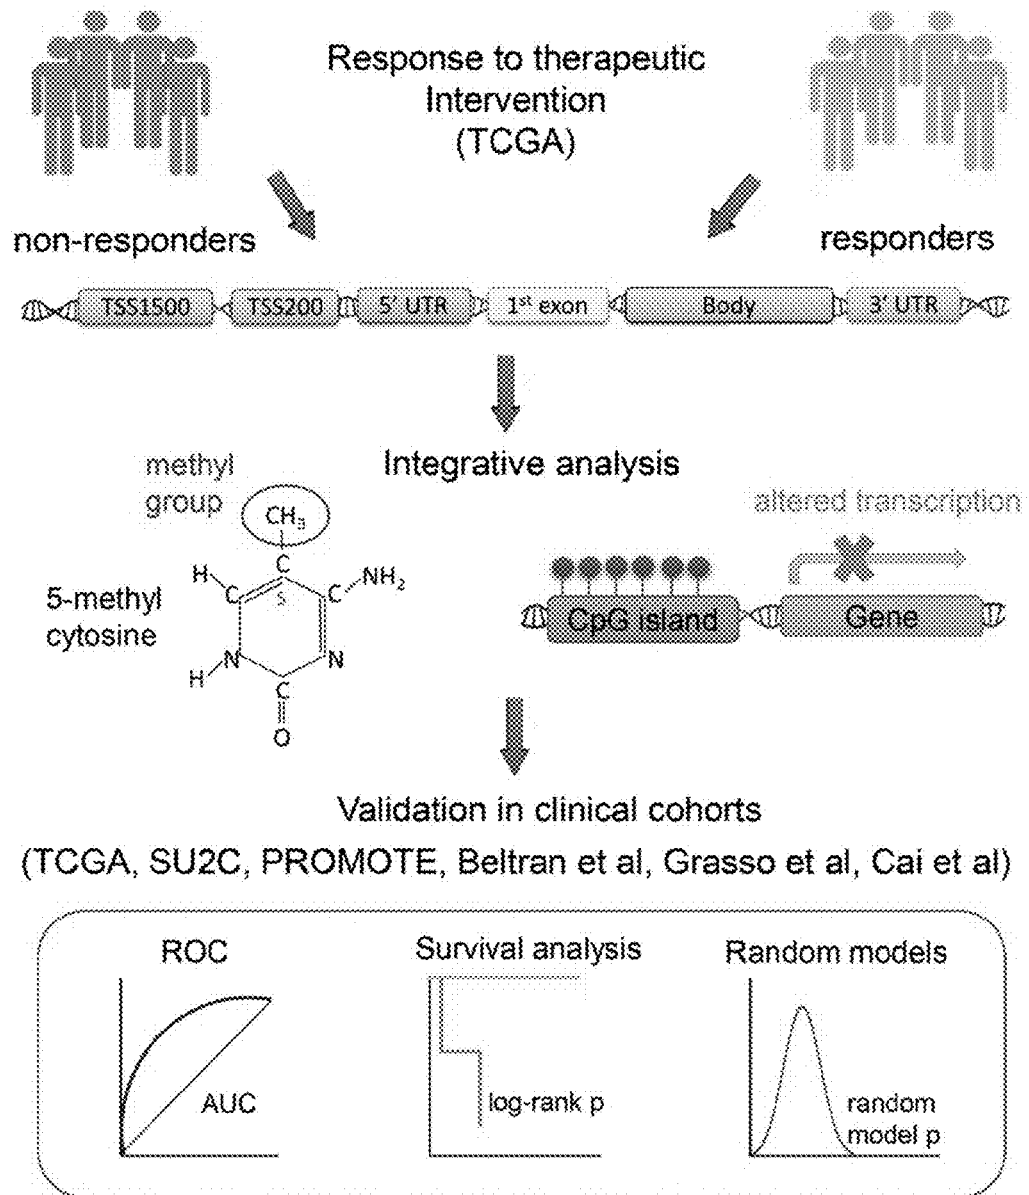 Response to therapeutic
Intervention
(TCGA)
non-responders
responders
TSS1500
TSS200
5' UTR
1st exon
Body
3' UTR
Integrative analysis
methyl
group
CH3
altered transcription
H
C
C
5
C
NH2
5-methyl
cytosine
CpG island
Gene
H
N
N
C
O
Validation in clinical cohorts
(TCGA, SU2C, PROMOTE, Beltran et al, Grasso et al, Cai et al)
ROC
Survival analysis
Random models
AUC
log-rank p
random
model p